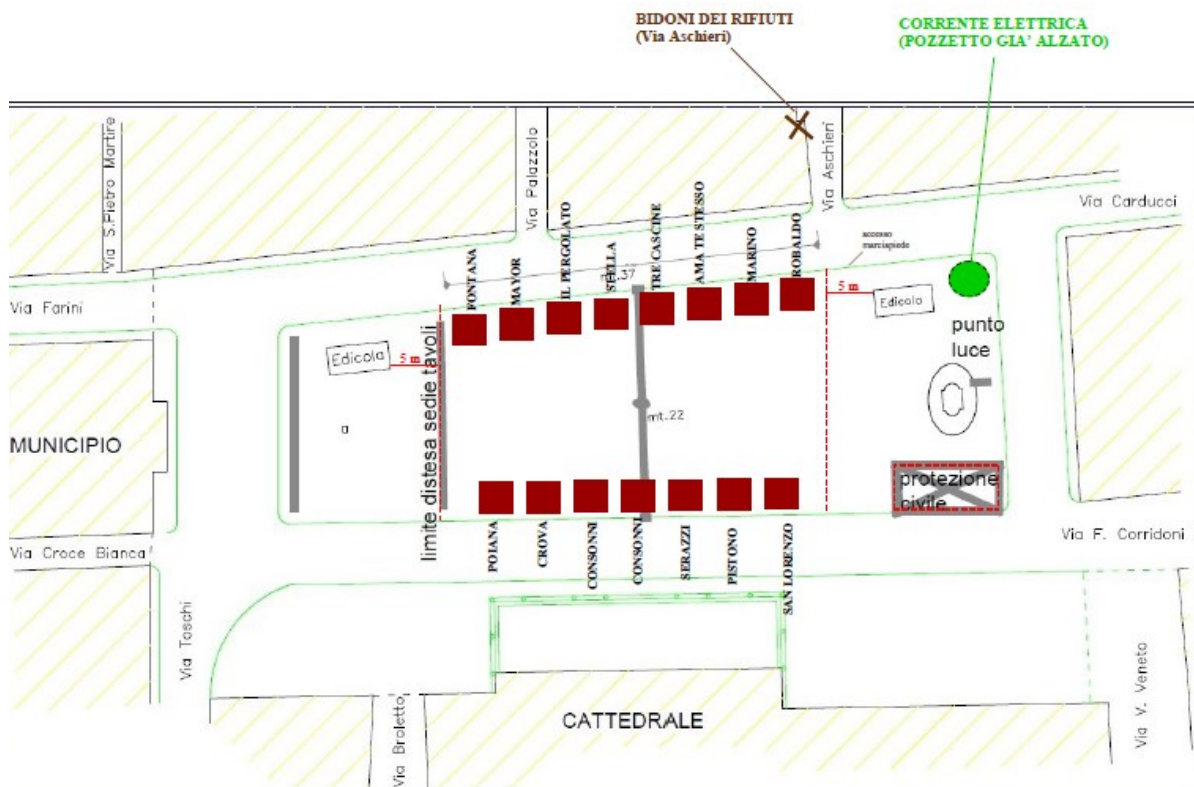 BIDONI DEI RIFIUTI
(Via Aschieri)
CORRENTE ELETTRICA
(POZZETTO GIA’ ALZATO)
Via S.Pietro Martire
Via Palazzolo
Via Aschieri
Via Carducci
accesso
marciapiede
FONTANA
MAYOR
IL PERGOLATO
STELLA
TRE CASCINE
AMA TE STESSO
MARINO
ROBALDO
mt.37
Via Farini
Edicola
5 m
5 m
Edicola
punto
luce
limite distesa sedie tavoli
a
mt.22
MUNICIPIO
protezione
civile
Via Croce Bianca
Via F. Corridoni
POIANA
CROVA
CONSONNI
CONSONNI
SERAZZI
PISTONO
SAN LORENZO
Via Toschi
Via Broletto
CATTEDRALE
Via V. Veneto